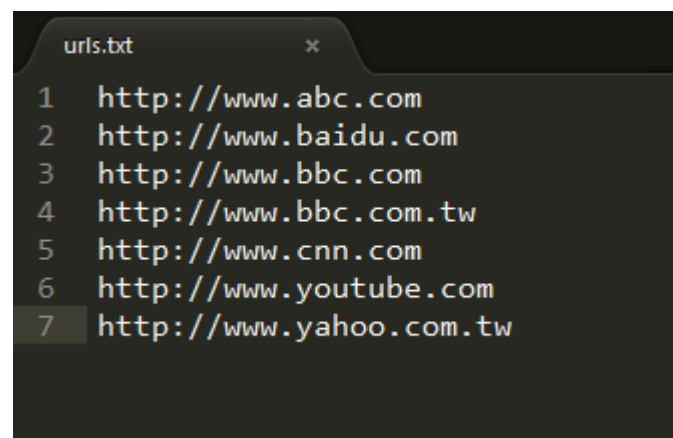 urls.txt ×
1 http://www.abc.com
2 http://www.baidu.com
3 http://www.bbc.com
4 http://www.bbc.com.tw
5 http://www.cnn.com
6 http://www.youtube.com
7 http://www.yahoo.com.tw